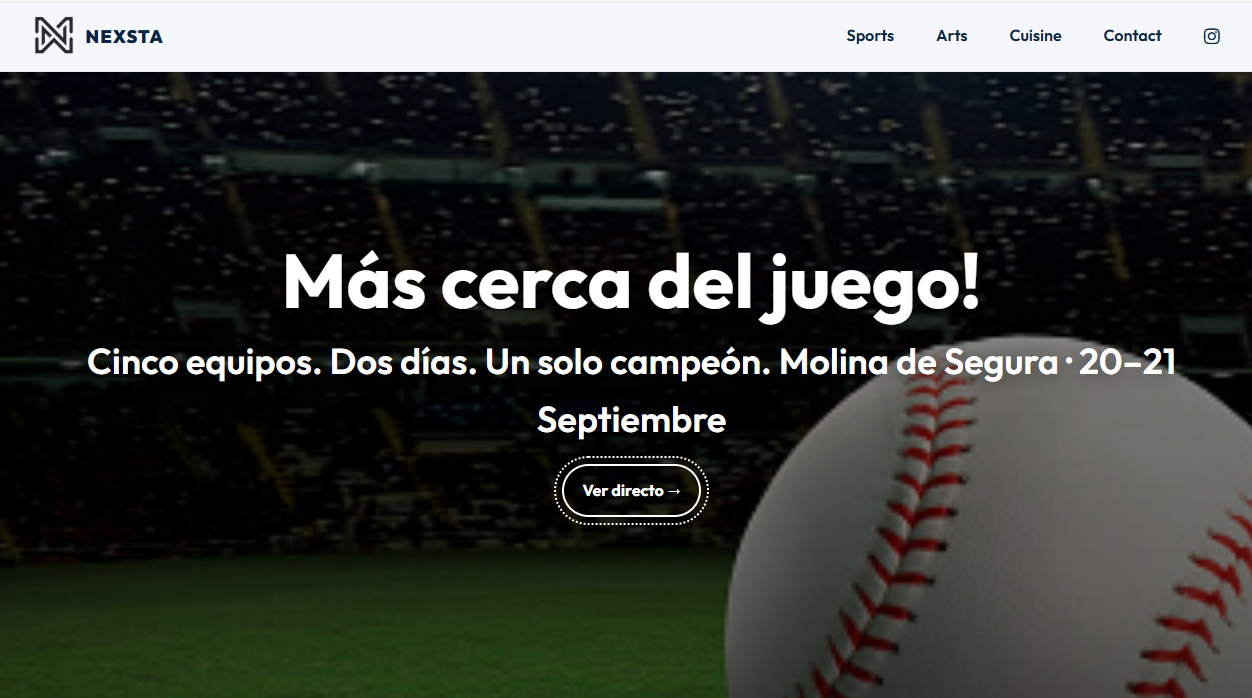 NEXSTA
Sports
Arts
Cuisine
Contact
Más cerca del juego!
Cinco equipos. Dos días. Un solo campeón. Molina de Segura · 20–21
Septiembre
Ver directo →